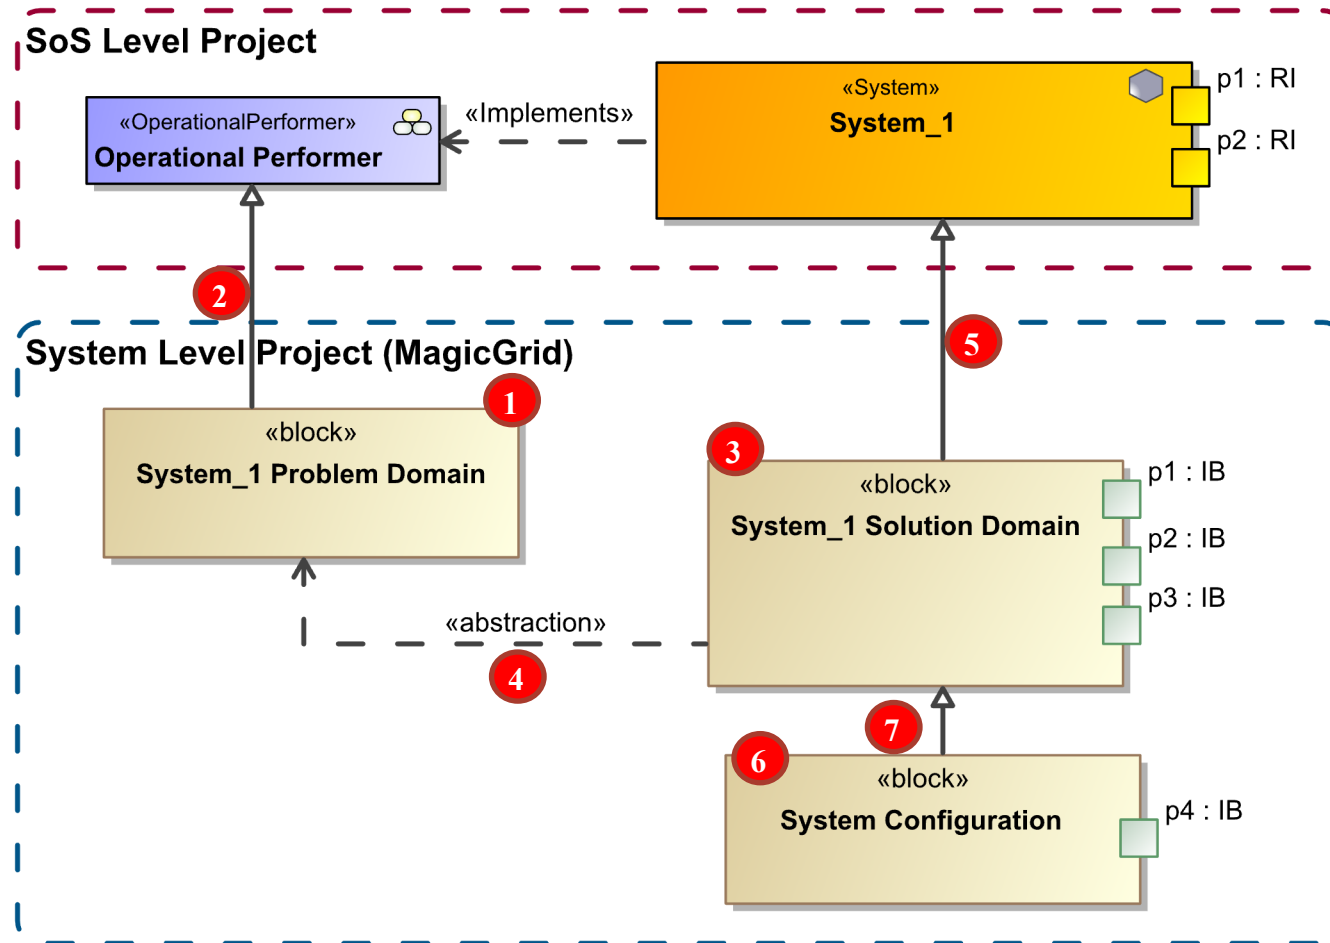 SoS Level Project
«OperationalPerformer»
Operational Performer
«Implements»
«System»
System_1
p1 : RI
p2 : RI
2
5
System Level Project (MagicGrid)
1
«block»
System_1 Problem Domain
3
«block»
System_1 Solution Domain
p1 : IB
p2 : IB
p3 : IB
«abstraction»
4
7
6
«block»
System Configuration
p4 : IB